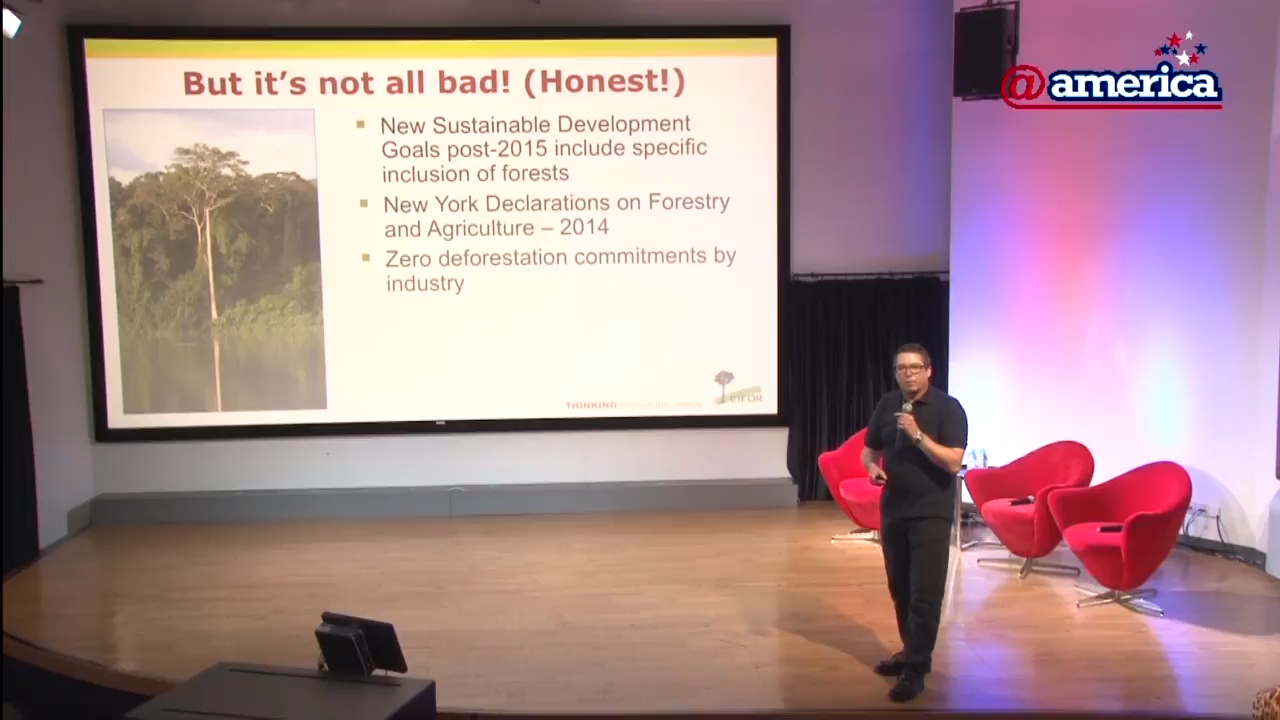 But it's not all bad! (Honest!)
New Sustainable Development
Goals post-2015 include specific
inclusion of forests
New York Declarations on Forestry
and Agriculture – 2014
Zero deforestation commitments by
industry
THINKING
CIFOR
@america